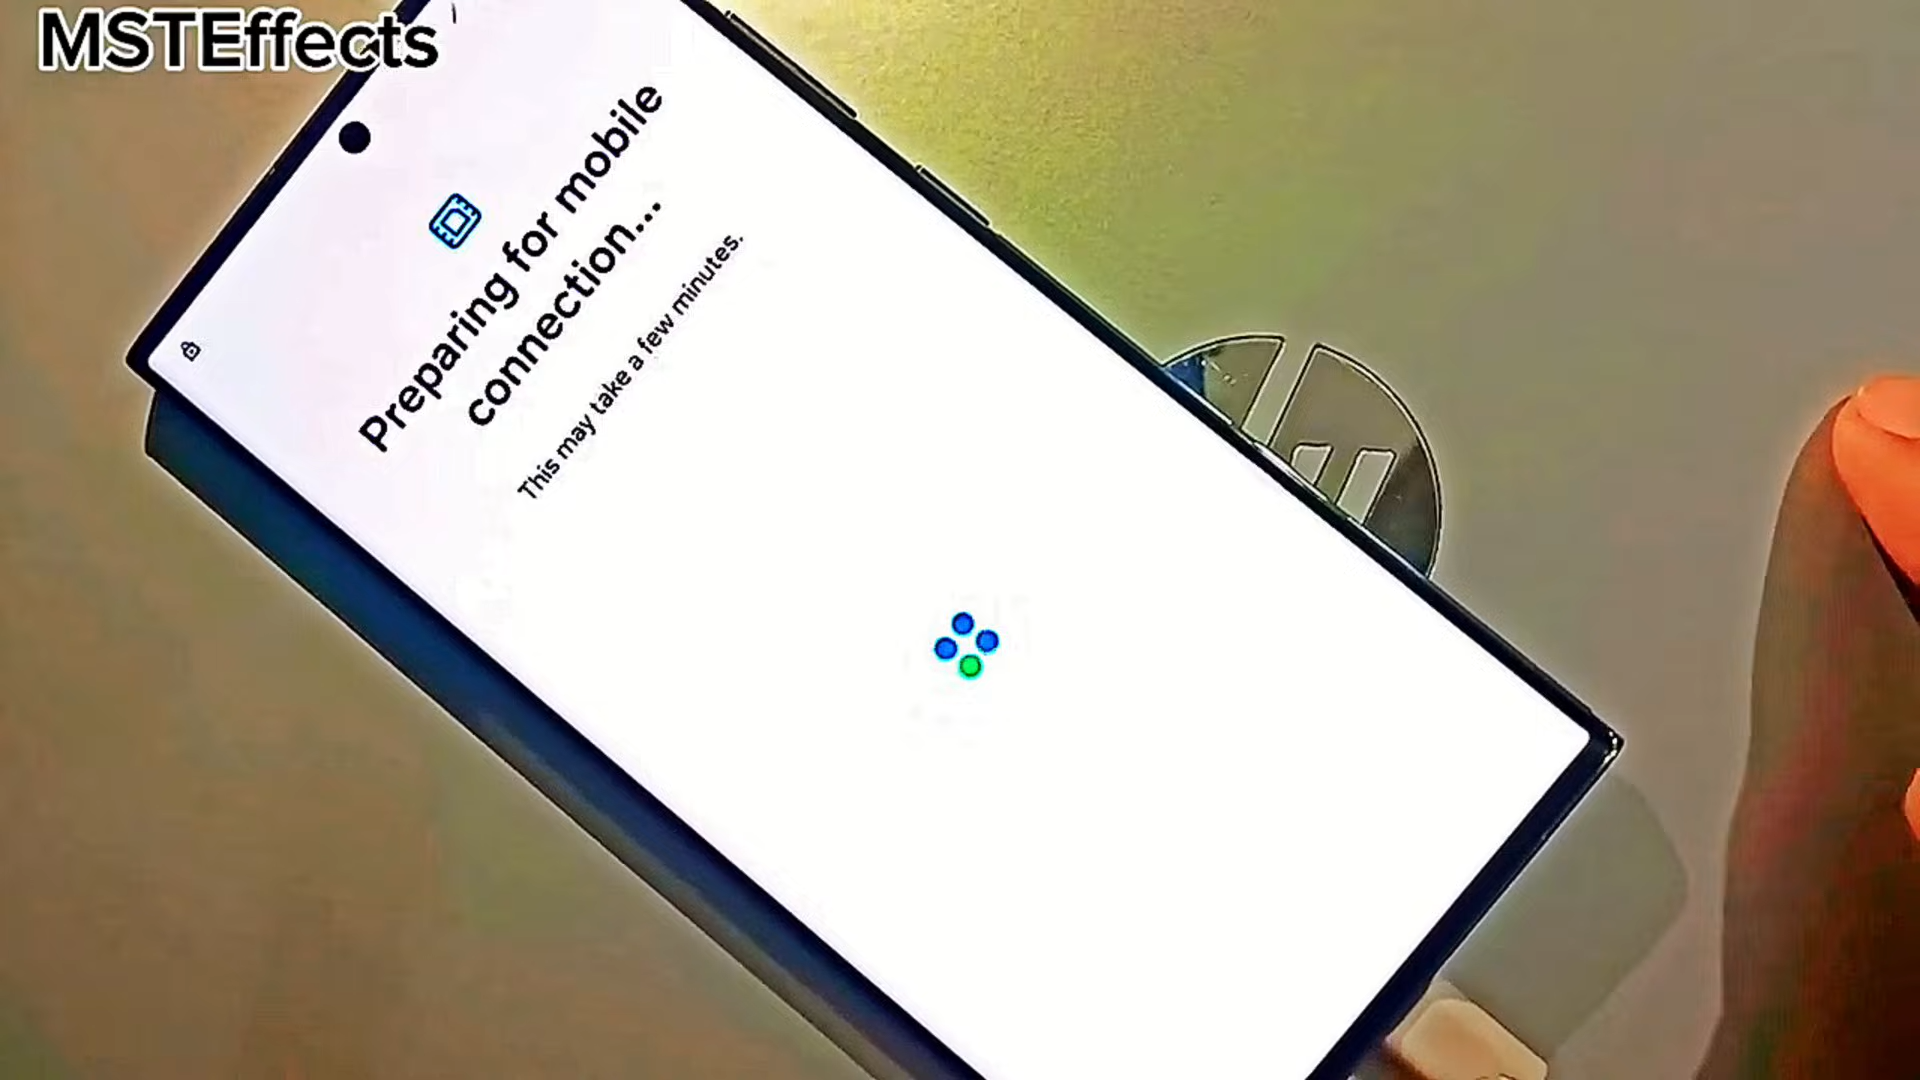 MSTEffects
Preparing for mobile
connection...
This may take a few minutes.